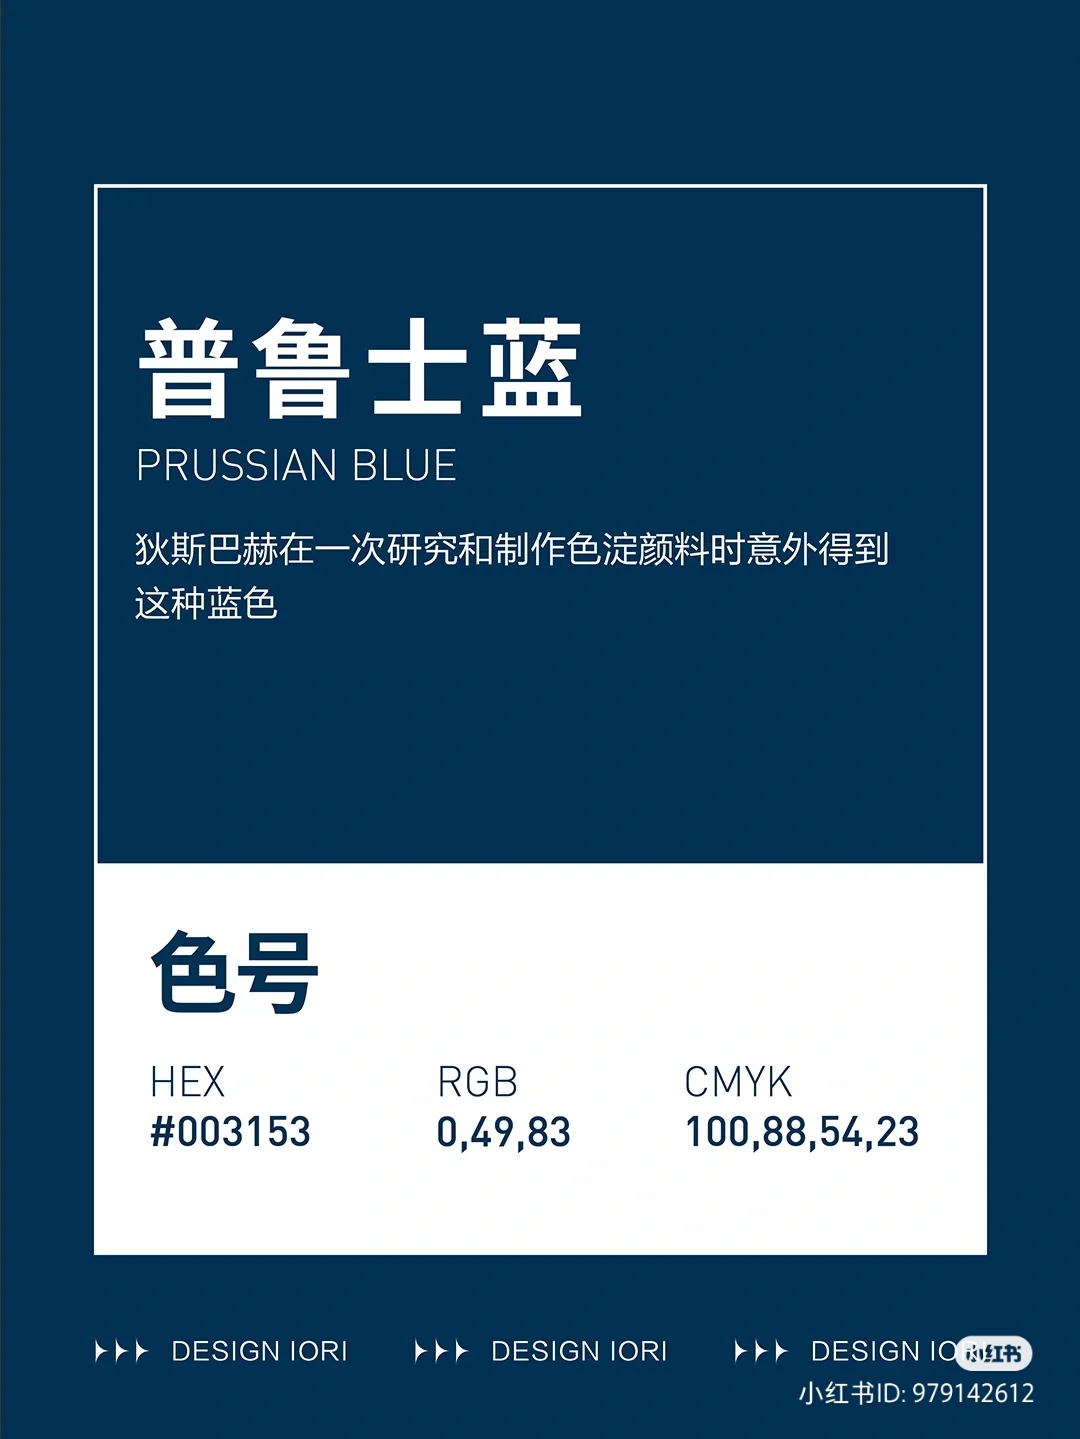 普鲁士蓝
PRUSSIAN BLUE
狄斯巴赫在一次研究和制作色淀颜料时意外得到
这种蓝色
色号
HEX RGB CMYK
#003153 0,49,83 100,88,54,23
DESIGN IORI DESIGN IORI DESIGN IORI
小红书
小红书ID: 979142612